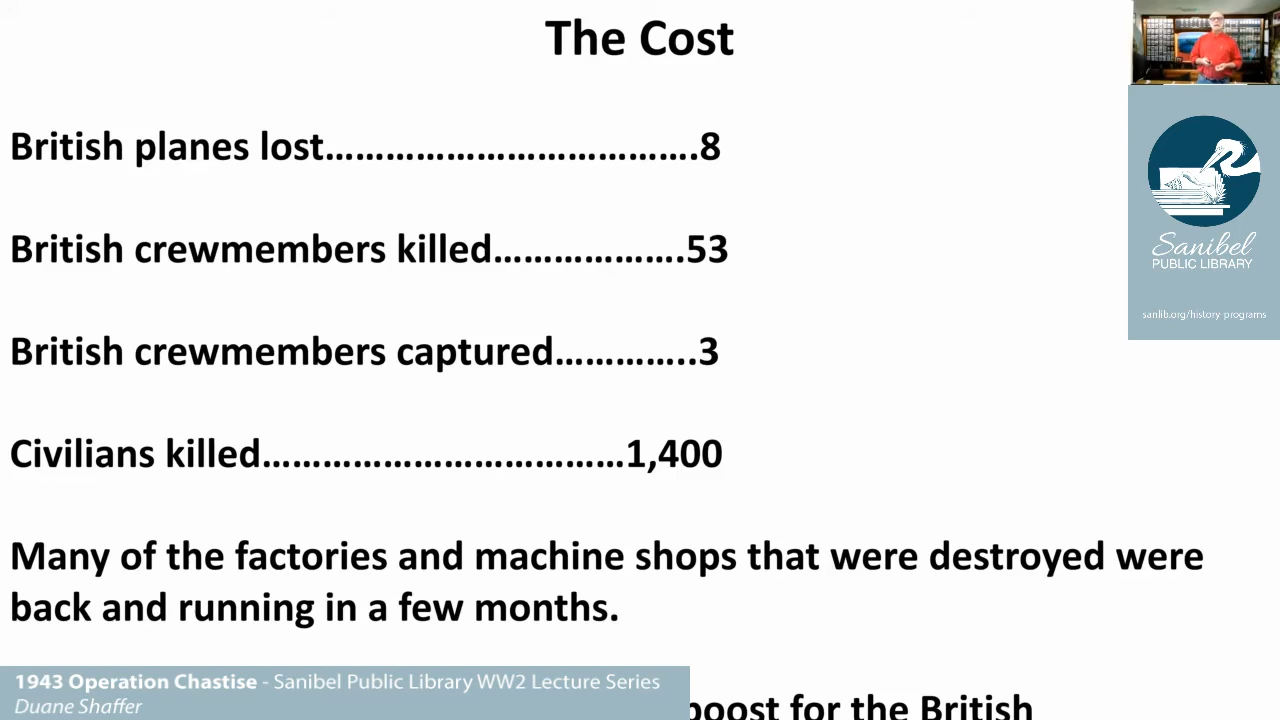 The Cost
British planes lost……………………………….8
British crewmembers killed……………….53
British crewmembers captured…………..3
Civilians killed………………………………1,400
Many of the factories and machine shops that were destroyed were
back and running in a few months.
boost for the British
Sanibel
PUBLIC LIBRARY
sanlib.org/history programs
1943 Operation Chastise - Sanibel Public Library WW2 Lecture Series
Duane Shaffer